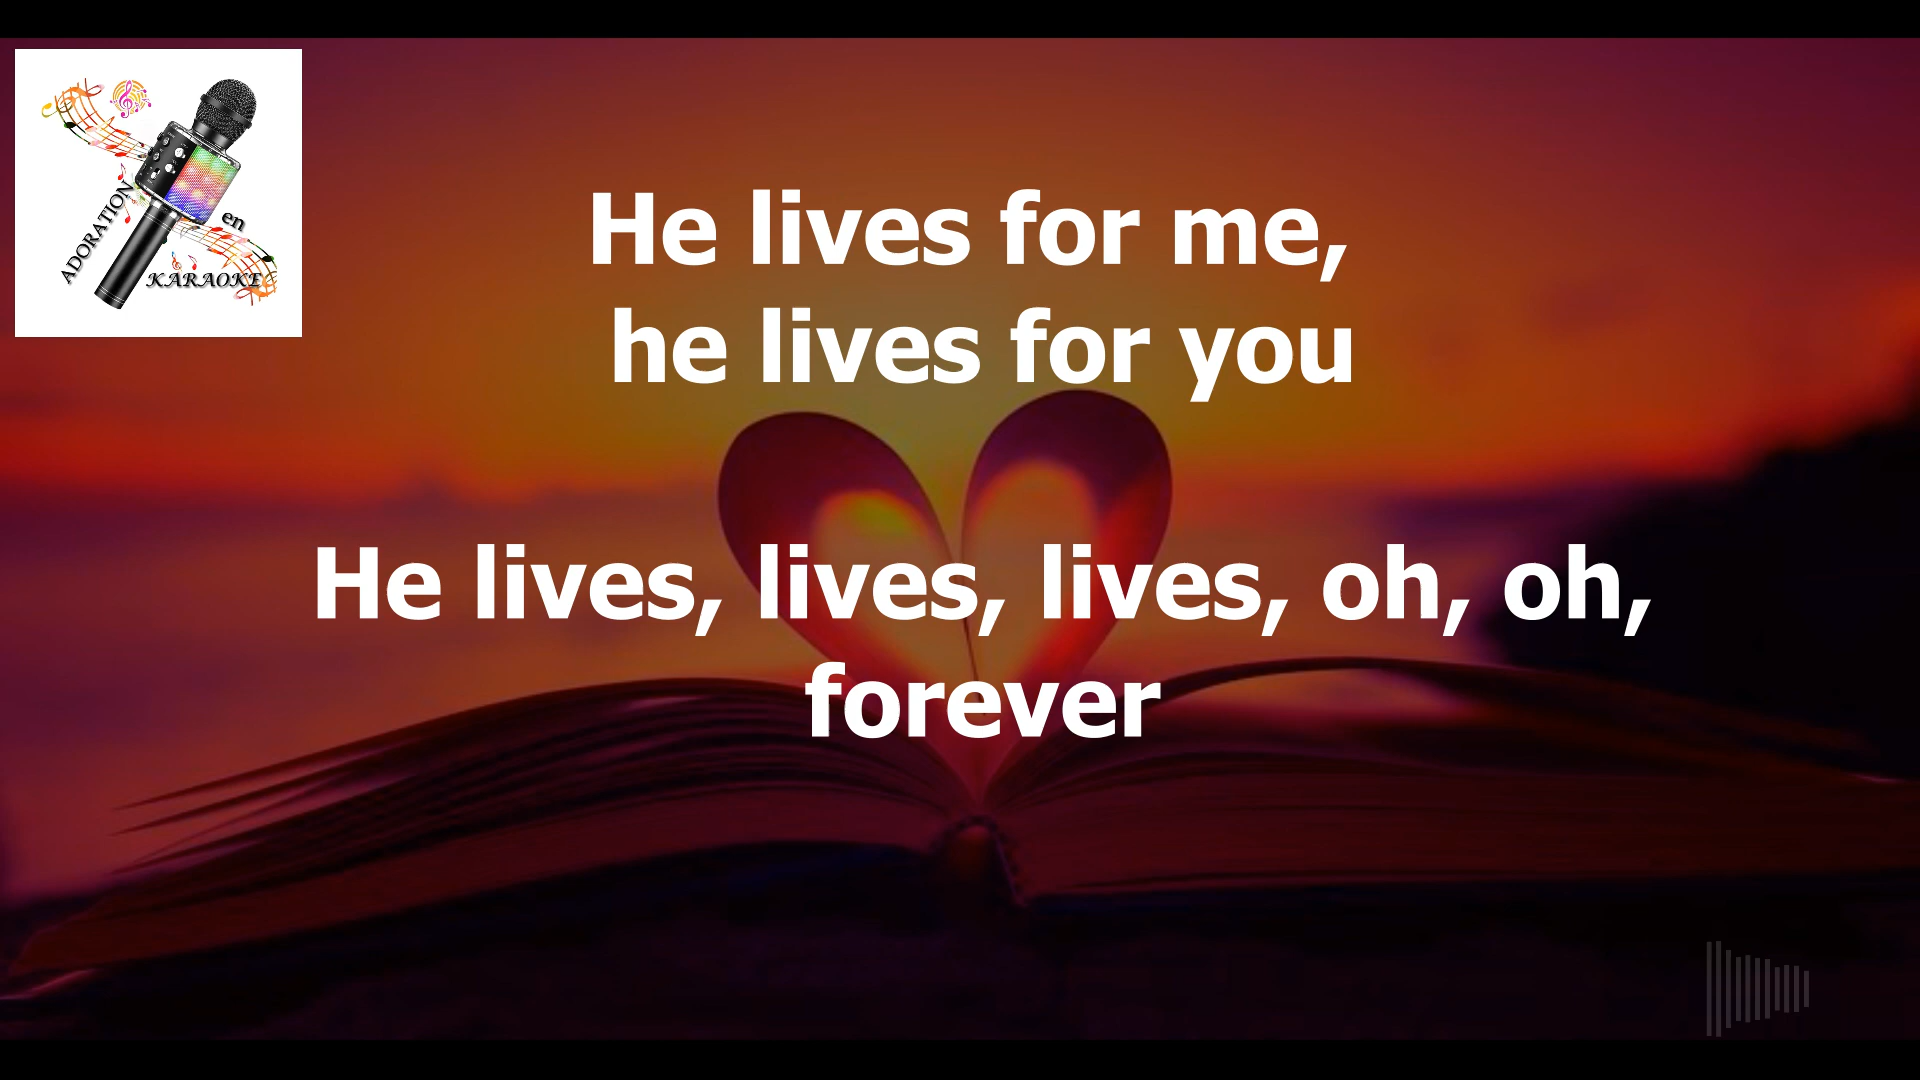 ADORATION
en
KARAOKE
He lives for me,
he lives for you
He lives, lives, lives, oh, oh,
forever